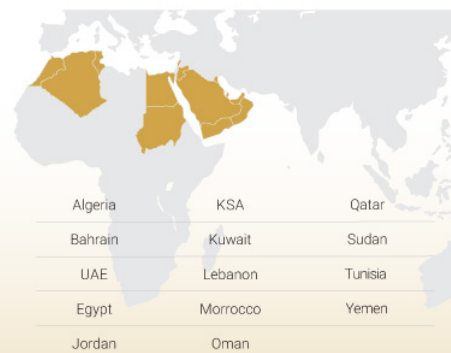 Algeria KSA Qatar
Bahrain Kuwait Sudan
UAE Lebanon Tunisia
Egypt Morrocco Yemen
Jordan Oman